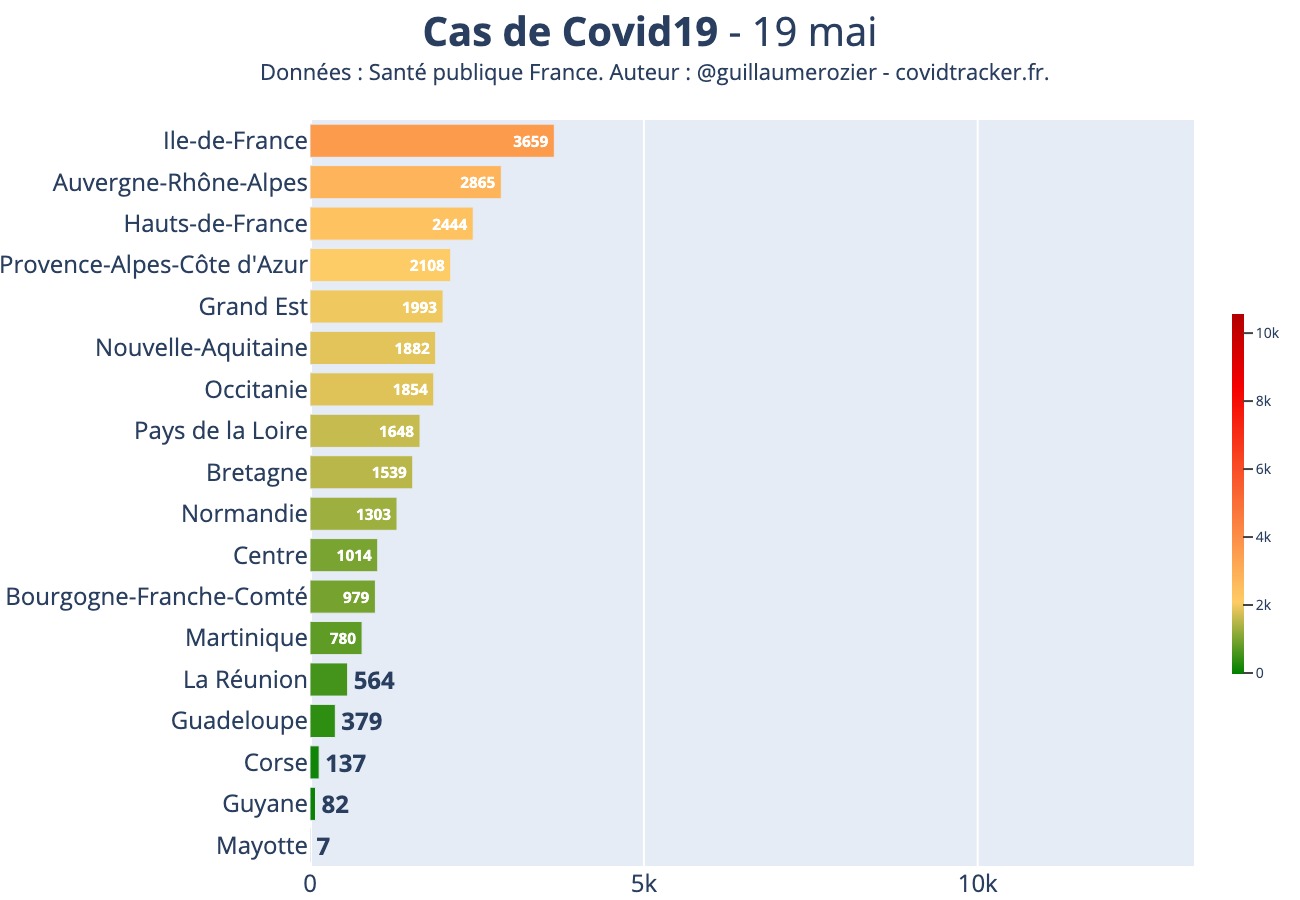 Cas de Covid19 - 19 mai
Données : Santé publique France. Auteur : @guillaumerozier - covidtracker.fr.
Ile-de-France 3659
Auvergne-Rhône-Alpes 2865
Hauts-de-France 2444
Provence-Alpes-Côte d'Azur 2108
Grand Est 1993
Nouvelle-Aquitaine 1882
Occitanie 1854
Pays de la Loire 1648
Bretagne 1539
Normandie 1303
Centre 1014
Bourgogne-Franche-Comté 979
Martinique 780
La Réunion 564
Guadeloupe 379
Corse 137
Guyane 82
Mayotte 7
0 5k 10k
10k
8k
6k
4k
2k
0